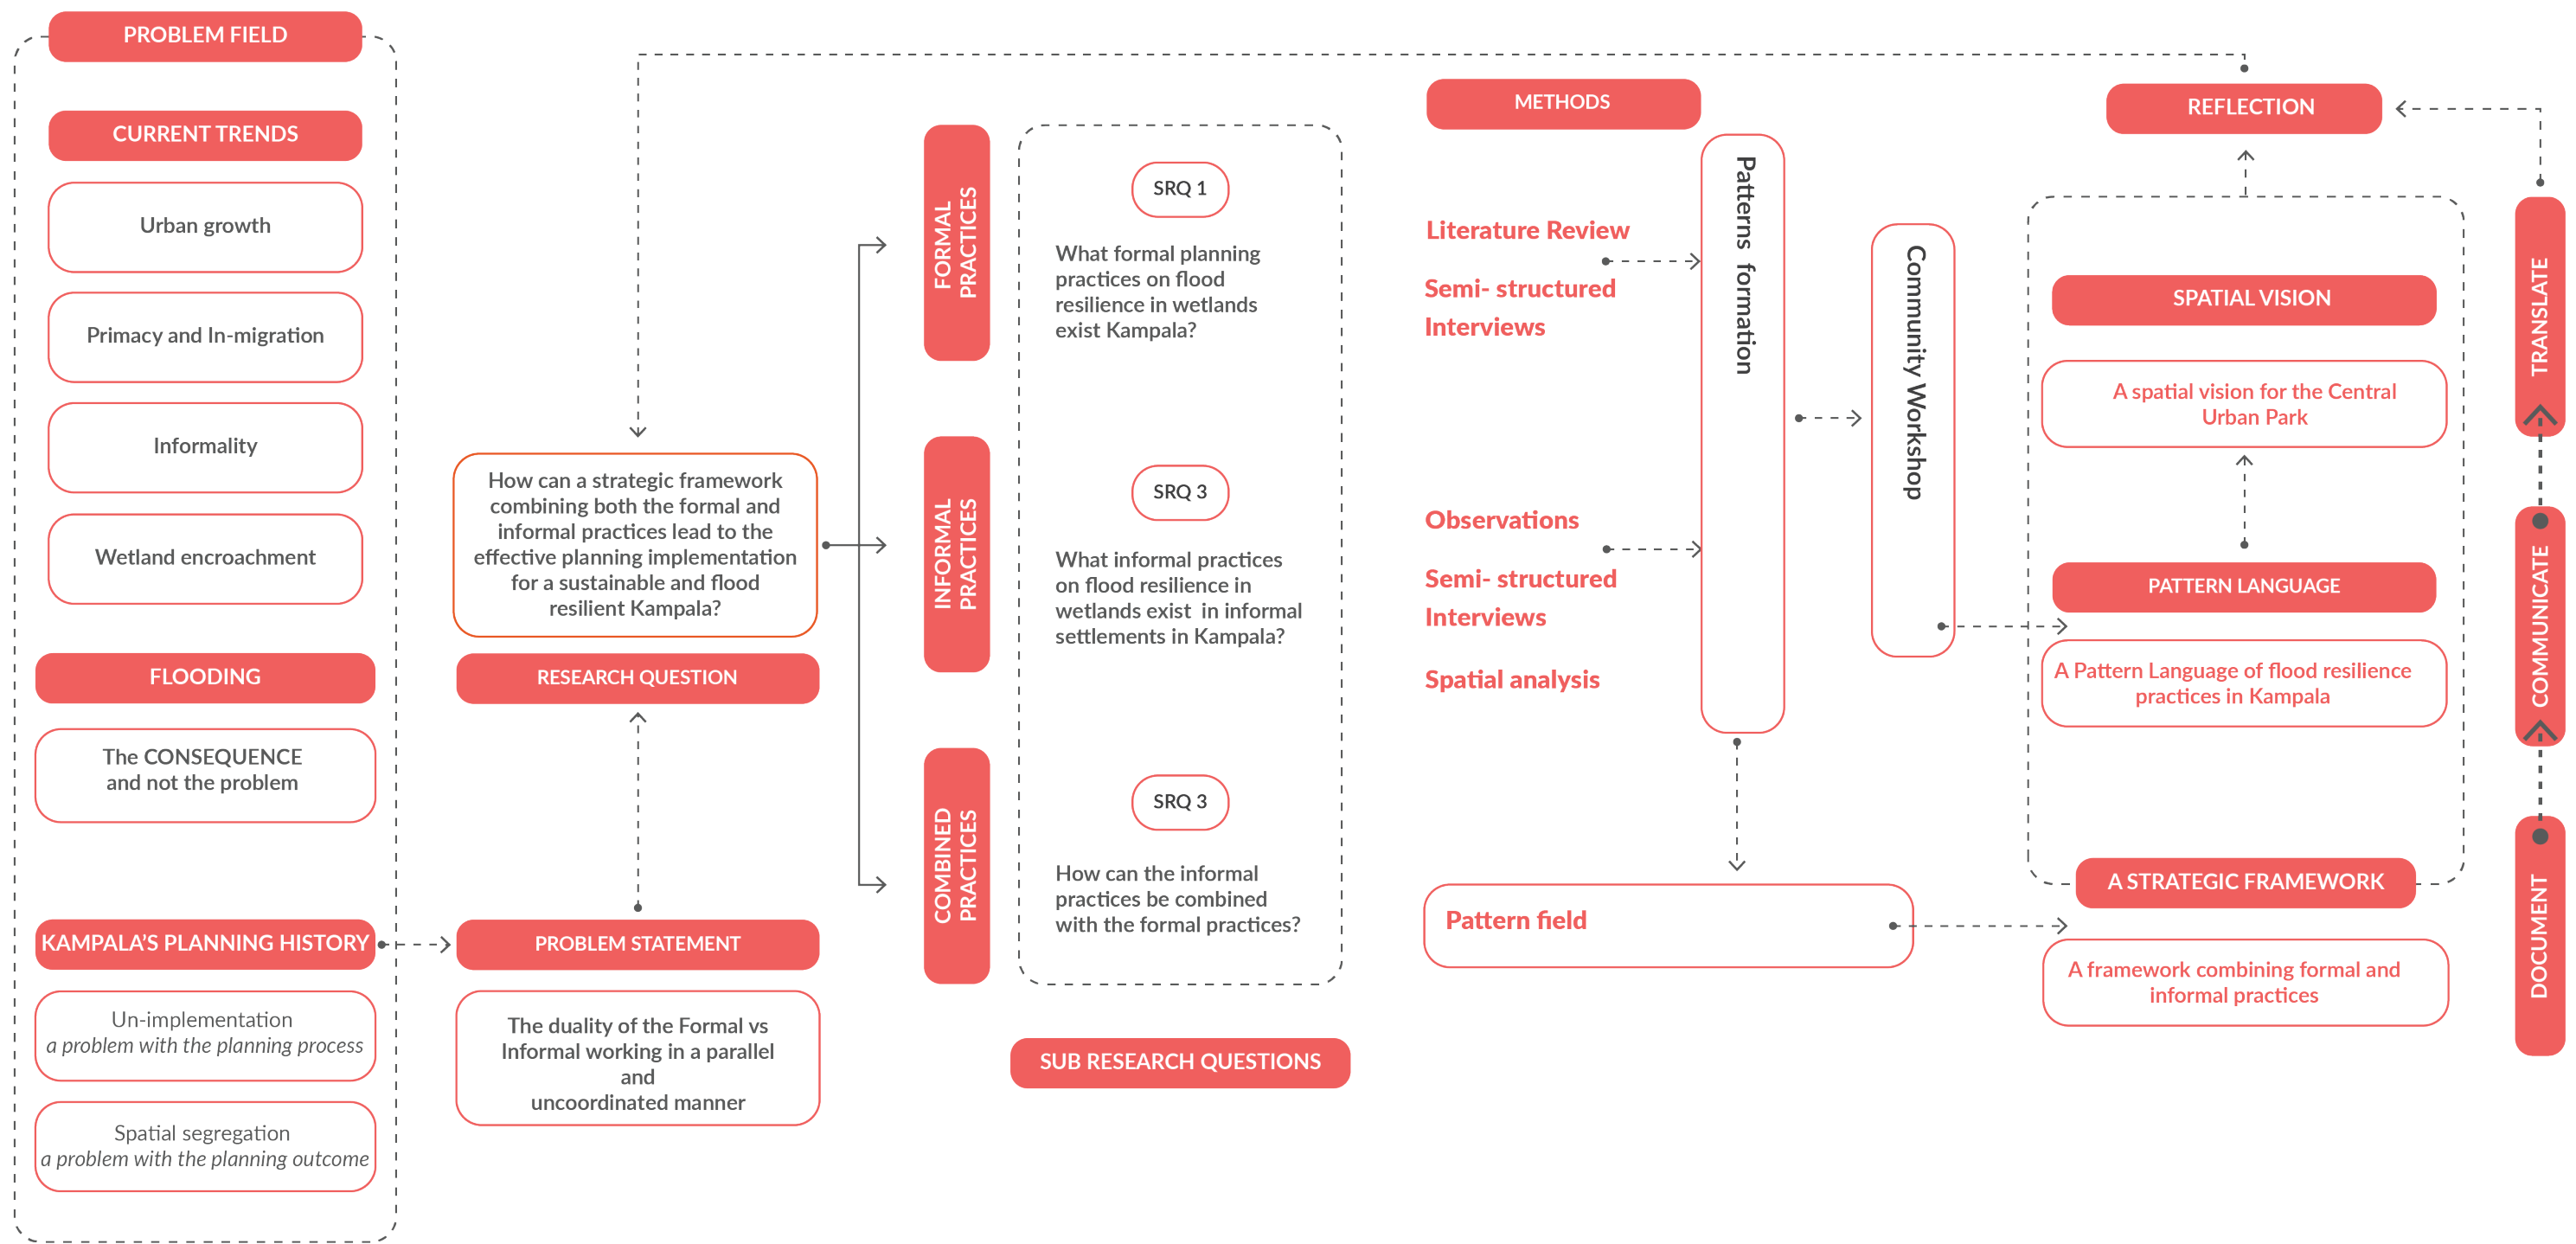 PROBLEM FIELD
CURRENT TRENDS
Urban growth
Primacy and In-migration
Informality
Wetland encroachment
FLOODING
The CONSEQUENCE
and not the problem
KAMPALA'S PLANNING HISTORY
Un-implementation
a problem with the planning process
Spatial segregation
a problem with the planning outcome
How can a strategic framework
combining both the formal and
informal practices lead to the
effective planning implementation
for a sustainable and flood
resilient Kampala?
RESEARCH QUESTION
PROBLEM STATEMENT
The duality of the Formal vs
Informal working in a parallel
and
uncoordinated manner
FORMAL
PRACTICES
INFORMAL
PRACTICES
COMBINED
PRACTICES
SRQ 1
What formal planning
practices on flood
resilience in wetlands
exist Kampala?
SRQ 3
What informal practices
on flood resilience in
wetlands exist  in informal
settlements in Kampala?
SRQ 3
How can the informal
practices be combined
with the formal practices?
SUB RESEARCH QUESTIONS
METHODS
Literature Review
Semi- structured
Interviews
Observations
Semi- structured
Interviews
Spatial analysis
Patterns  formation
Community Workshop
Pattern field
REFLECTION
SPATIAL VISION
A spatial vision for the Central
Urban Park
PATTERN LANGUAGE
A Pattern Language of flood resilience
practices in Kampala
A STRATEGIC FRAMEWORK
A framework combining formal and
informal practices
TRANSLATE
COMMUNICATE
DOCUMENT